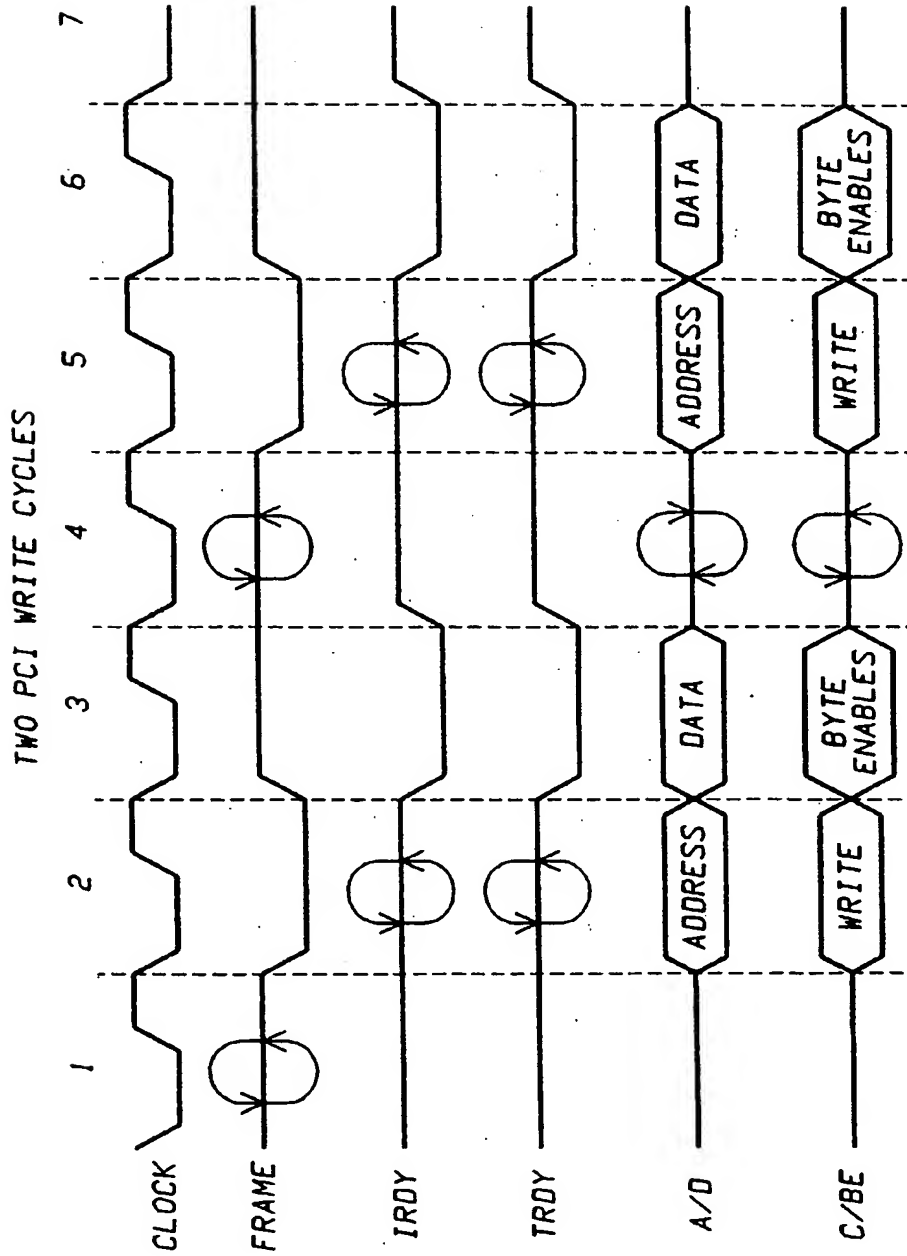 TWO PCI WRITE CYCLES
1 2 3 4 5 6 7
CLOCK
FRAME
IRDY
TRDY
A/D ADDRESS DATA ADDRESS DATA
C/BE WRITE BYTE ENABLES WRITE BYTE ENABLES